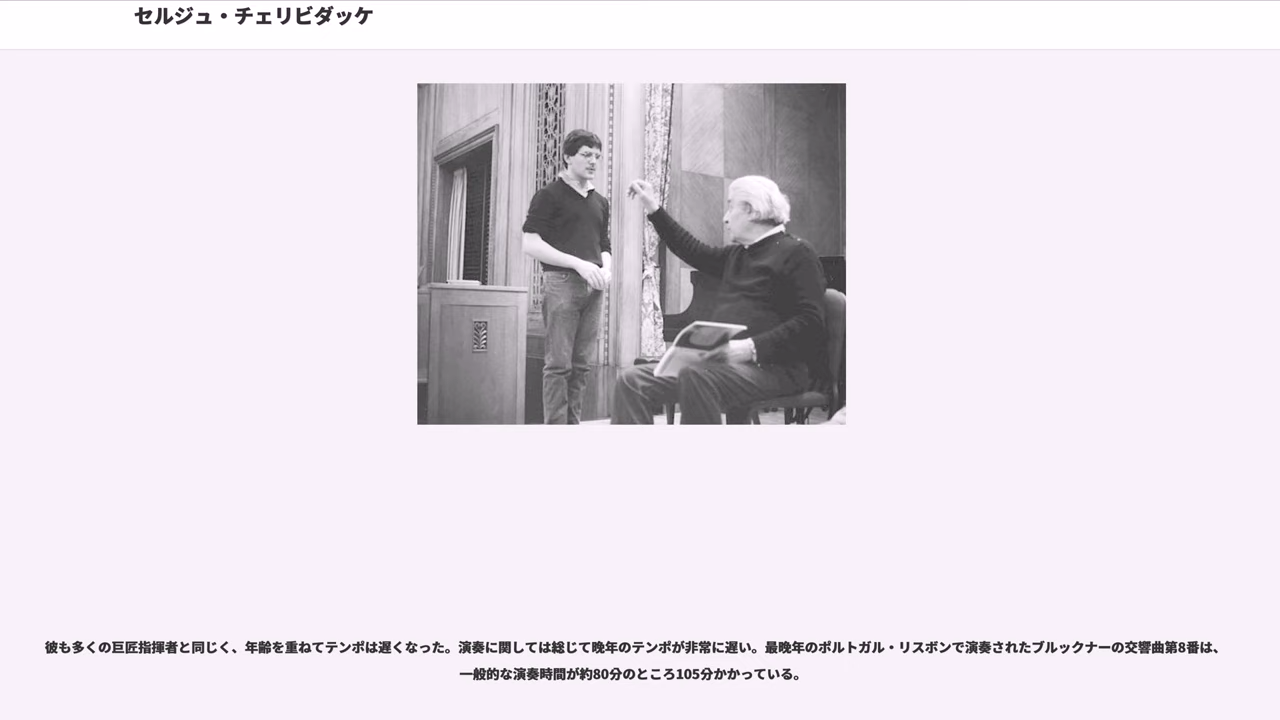 セルジュ・チェリビダッケ
彼も多くの巨匠指揮者と同じく、年齢を重ねてテンポは遅くなった。演奏に関しては総じて晩年のテンポが非常に遅い。最晩年のポルトガル・リスボンで演奏されたブルックナーの交響曲第8番は、
一般的な演奏時間が約80分のところ105分かかっている。